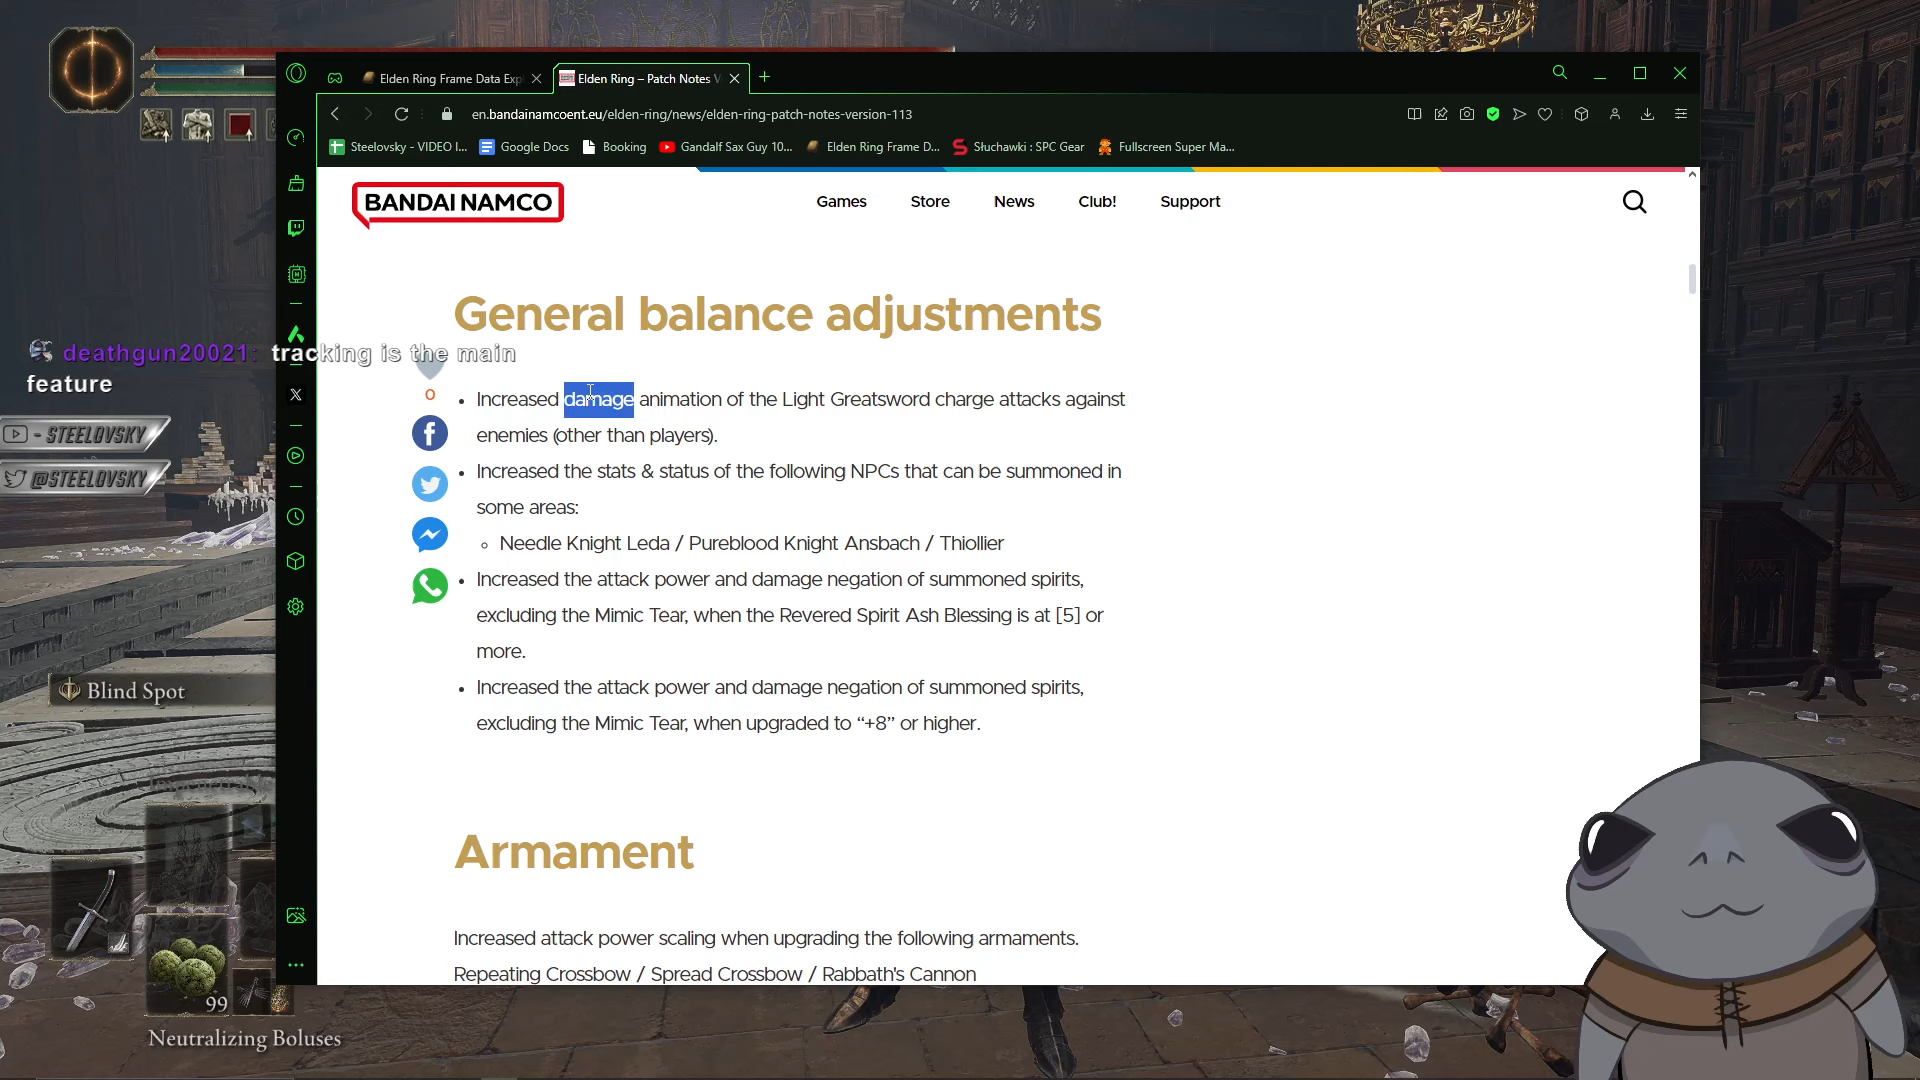 Elden Ring Frame Data Exp
Elden Ring – Patch Notes V
en.bandainamcoent.eu/elden-ring/news/elden-ring-patch-notes-version-113
Steelovsky - VIDEO I...
Google Docs
Booking
Gandalf Sax Guy 10...
Elden Ring Frame D...
Słuchawki : SPC Gear
Fullscreen Super Ma...
BANDAI NAMCO
Games
Store
News
Club!
Support
General balance adjustments
deathgun20021: tracking is the main
feature
0
• Increased damage animation of the Light Greatsword charge attacks against
enemies (other than players).
• Increased the stats & status of the following NPCs that can be summoned in
some areas:
◦ Needle Knight Leda / Pureblood Knight Ansbach / Thiollier
• Increased the attack power and damage negation of summoned spirits,
excluding the Mimic Tear, when the Revered Spirit Ash Blessing is at [5] or
more.
• Increased the attack power and damage negation of summoned spirits,
excluding the Mimic Tear, when upgraded to “+8” or higher.
- STEELOVSKY
@STEELOVSKY
Blind Spot
Armament
Increased attack power scaling when upgrading the following armaments.
Repeating Crossbow / Spread Crossbow / Rabbath's Cannon
99
Neutralizing Boluses